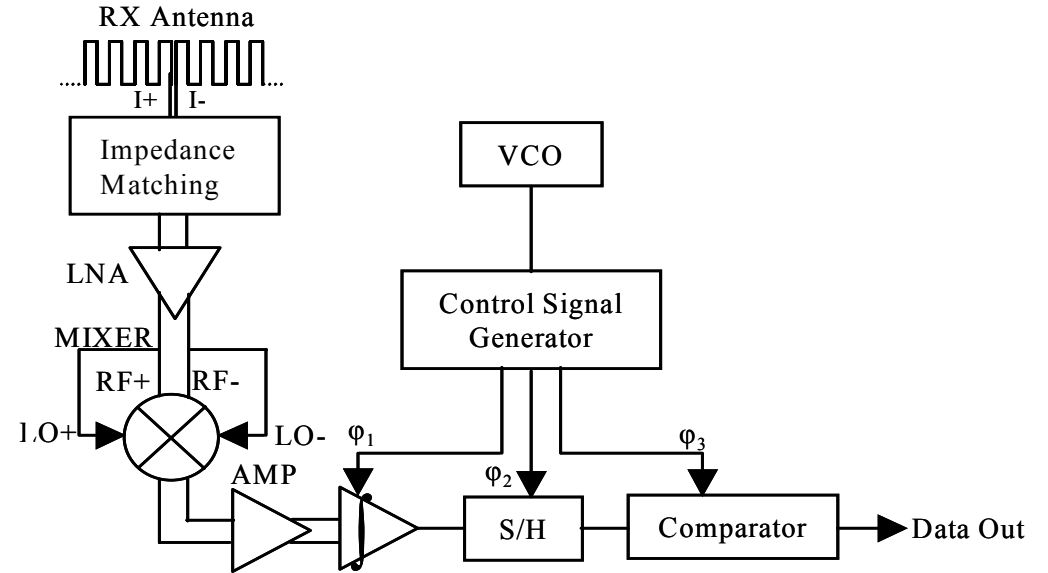 RX Antenna
I+ I-
Impedance
Matching
VCO
LNA
Control Signal
Generator
MIXER
RF+ RF-
LO+ LO-
φ1
φ2
φ3
AMP
S/H
Comparator
Data Out